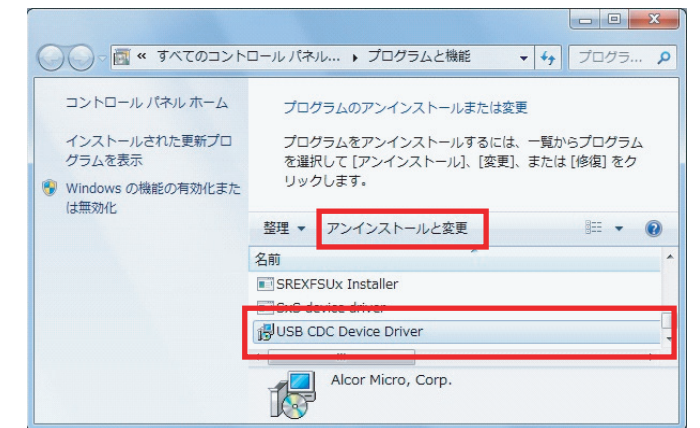 « すべてのコントロール パネル... ▸ プログラムと機能
プログラ...
コントロール パネル ホーム
インストールされた更新プロ
グラムを表示
Windows の機能の有効化また
は無効化
プログラムのアンインストールまたは変更
プログラムをアンインストールするには、一覧からプログラム
を選択して [アンインストール]、[変更]、または [修復] をク
リックします。
整理 ▼ アンインストールと変更
名前
SREXFSUx Installer
SxS device driver
USB CDC Device Driver
Alcor Micro, Corp.